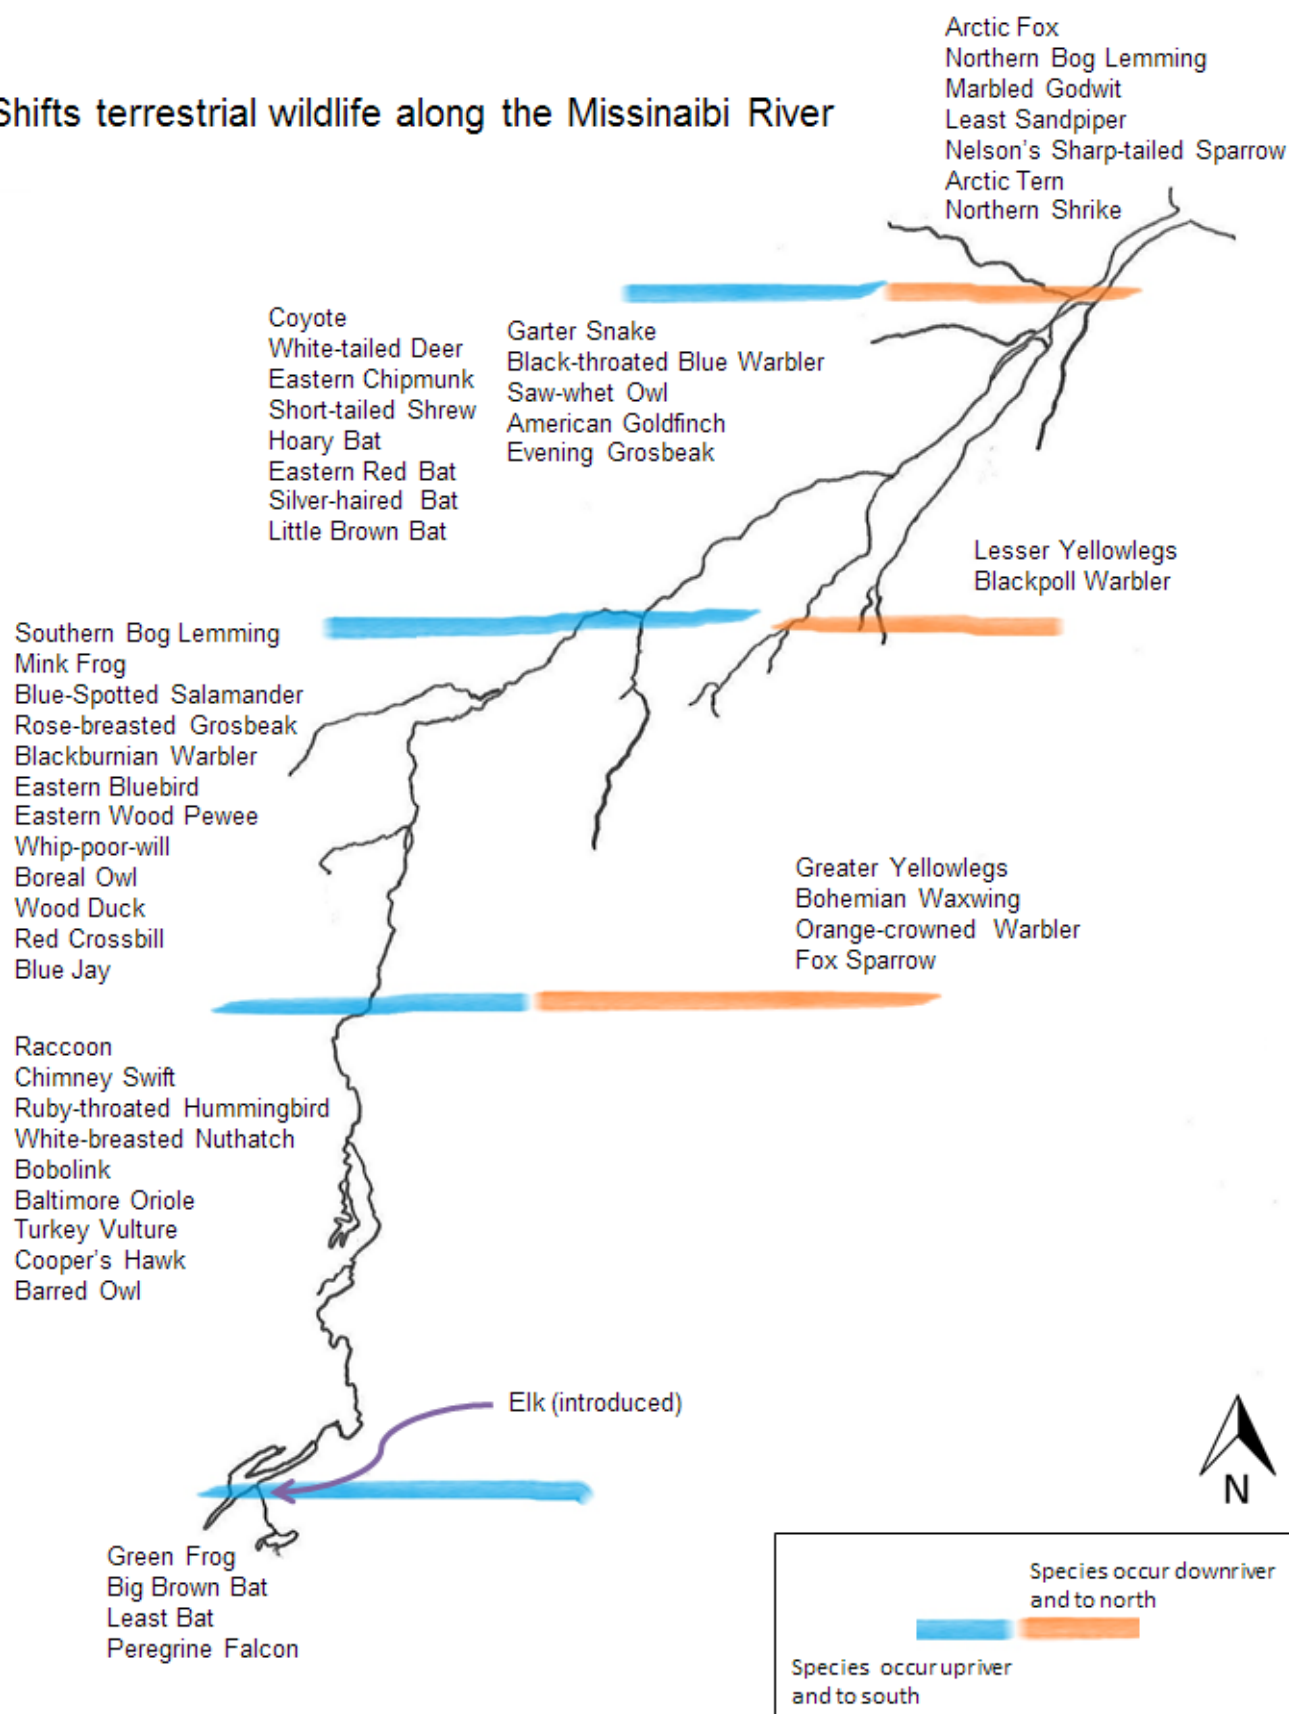 Shifts terrestrial wildlife along the Missinaibi River
Arctic Fox
Northern Bog Lemming
Marbled Godwit
Least Sandpiper
Nelson's Sharp-tailed Sparrow
Arctic Tern
Northern Shrike
Coyote
White-tailed Deer
Eastern Chipmunk
Short-tailed Shrew
Hoary Bat
Eastern Red Bat
Silver-haired Bat
Little Brown Bat
Garter Snake
Black-throated Blue Warbler
Saw-whet Owl
American Goldfinch
Evening Grosbeak
Lesser Yellowlegs
Blackpoll Warbler
Southern Bog Lemming
Mink Frog
Blue-Spotted Salamander
Rose-breasted Grosbeak
Blackburnian Warbler
Eastern Bluebird
Eastern Wood Pewee
Whip-poor-will
Boreal Owl
Wood Duck
Red Crossbill
Blue Jay
Greater Yellowlegs
Bohemian Waxwing
Orange-crowned Warbler
Fox Sparrow
Raccoon
Chimney Swift
Ruby-throated Hummingbird
White-breasted Nuthatch
Bobolink
Baltimore Oriole
Turkey Vulture
Cooper's Hawk
Barred Owl
Elk (introduced)
Green Frog
Big Brown Bat
Least Bat
Peregrine Falcon
N
Species occur downriver
and to north
Species occur upriver
and to south